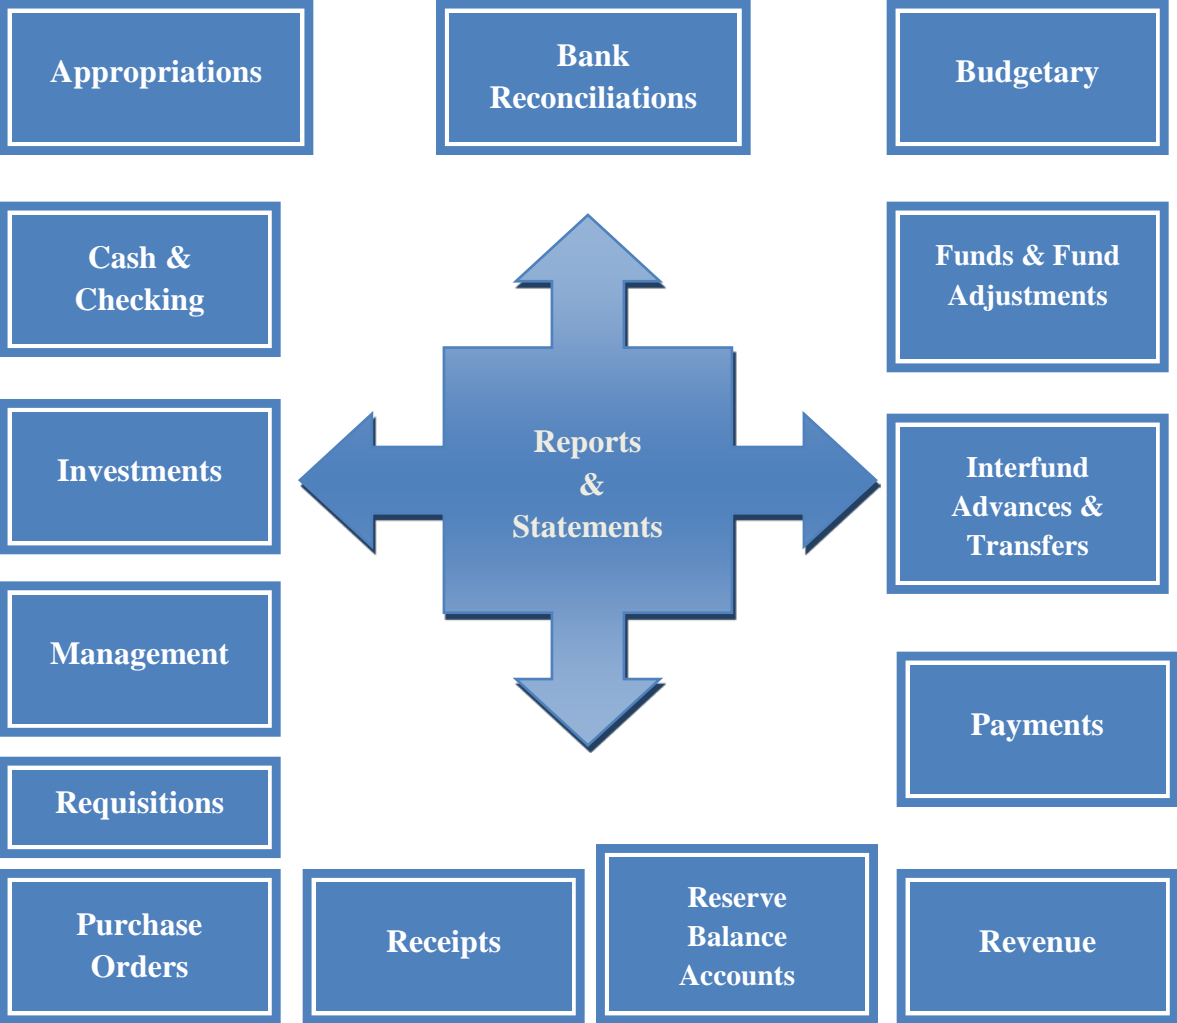 Appropriations
Bank
Reconciliations
Budgetary
Cash &
Checking
Funds & Fund
Adjustments
Investments
Reports
&
Statements
Interfund
Advances &
Transfers
Management
Payments
Requisitions
Purchase
Orders
Receipts
Reserve
Balance
Accounts
Revenue